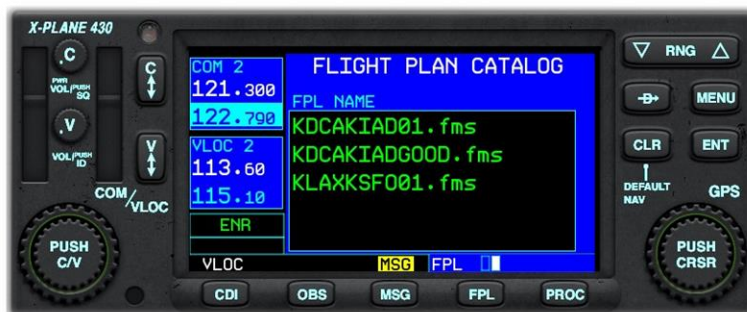 X-PLANE 430
C
PWR
VOL/PUSH
SQ
V
VOL/PUSH
ID
C
V
COM/VLOC
PUSH
C/V
COM 2
121.300
122.790
VLOC 2
113.60
115.10
ENR
VLOC
MSG
FPL
FLIGHT PLAN CATALOG
FPL NAME
KDCAKIAD01.fms
KDCAKIADGOOD.fms
KLAXKSFO01.fms
CDI
OBS
MSG
FPL
PROC
RNG
D
MENU
CLR
ENT
DEFAULT
NAV
GPS
PUSH
CRSR